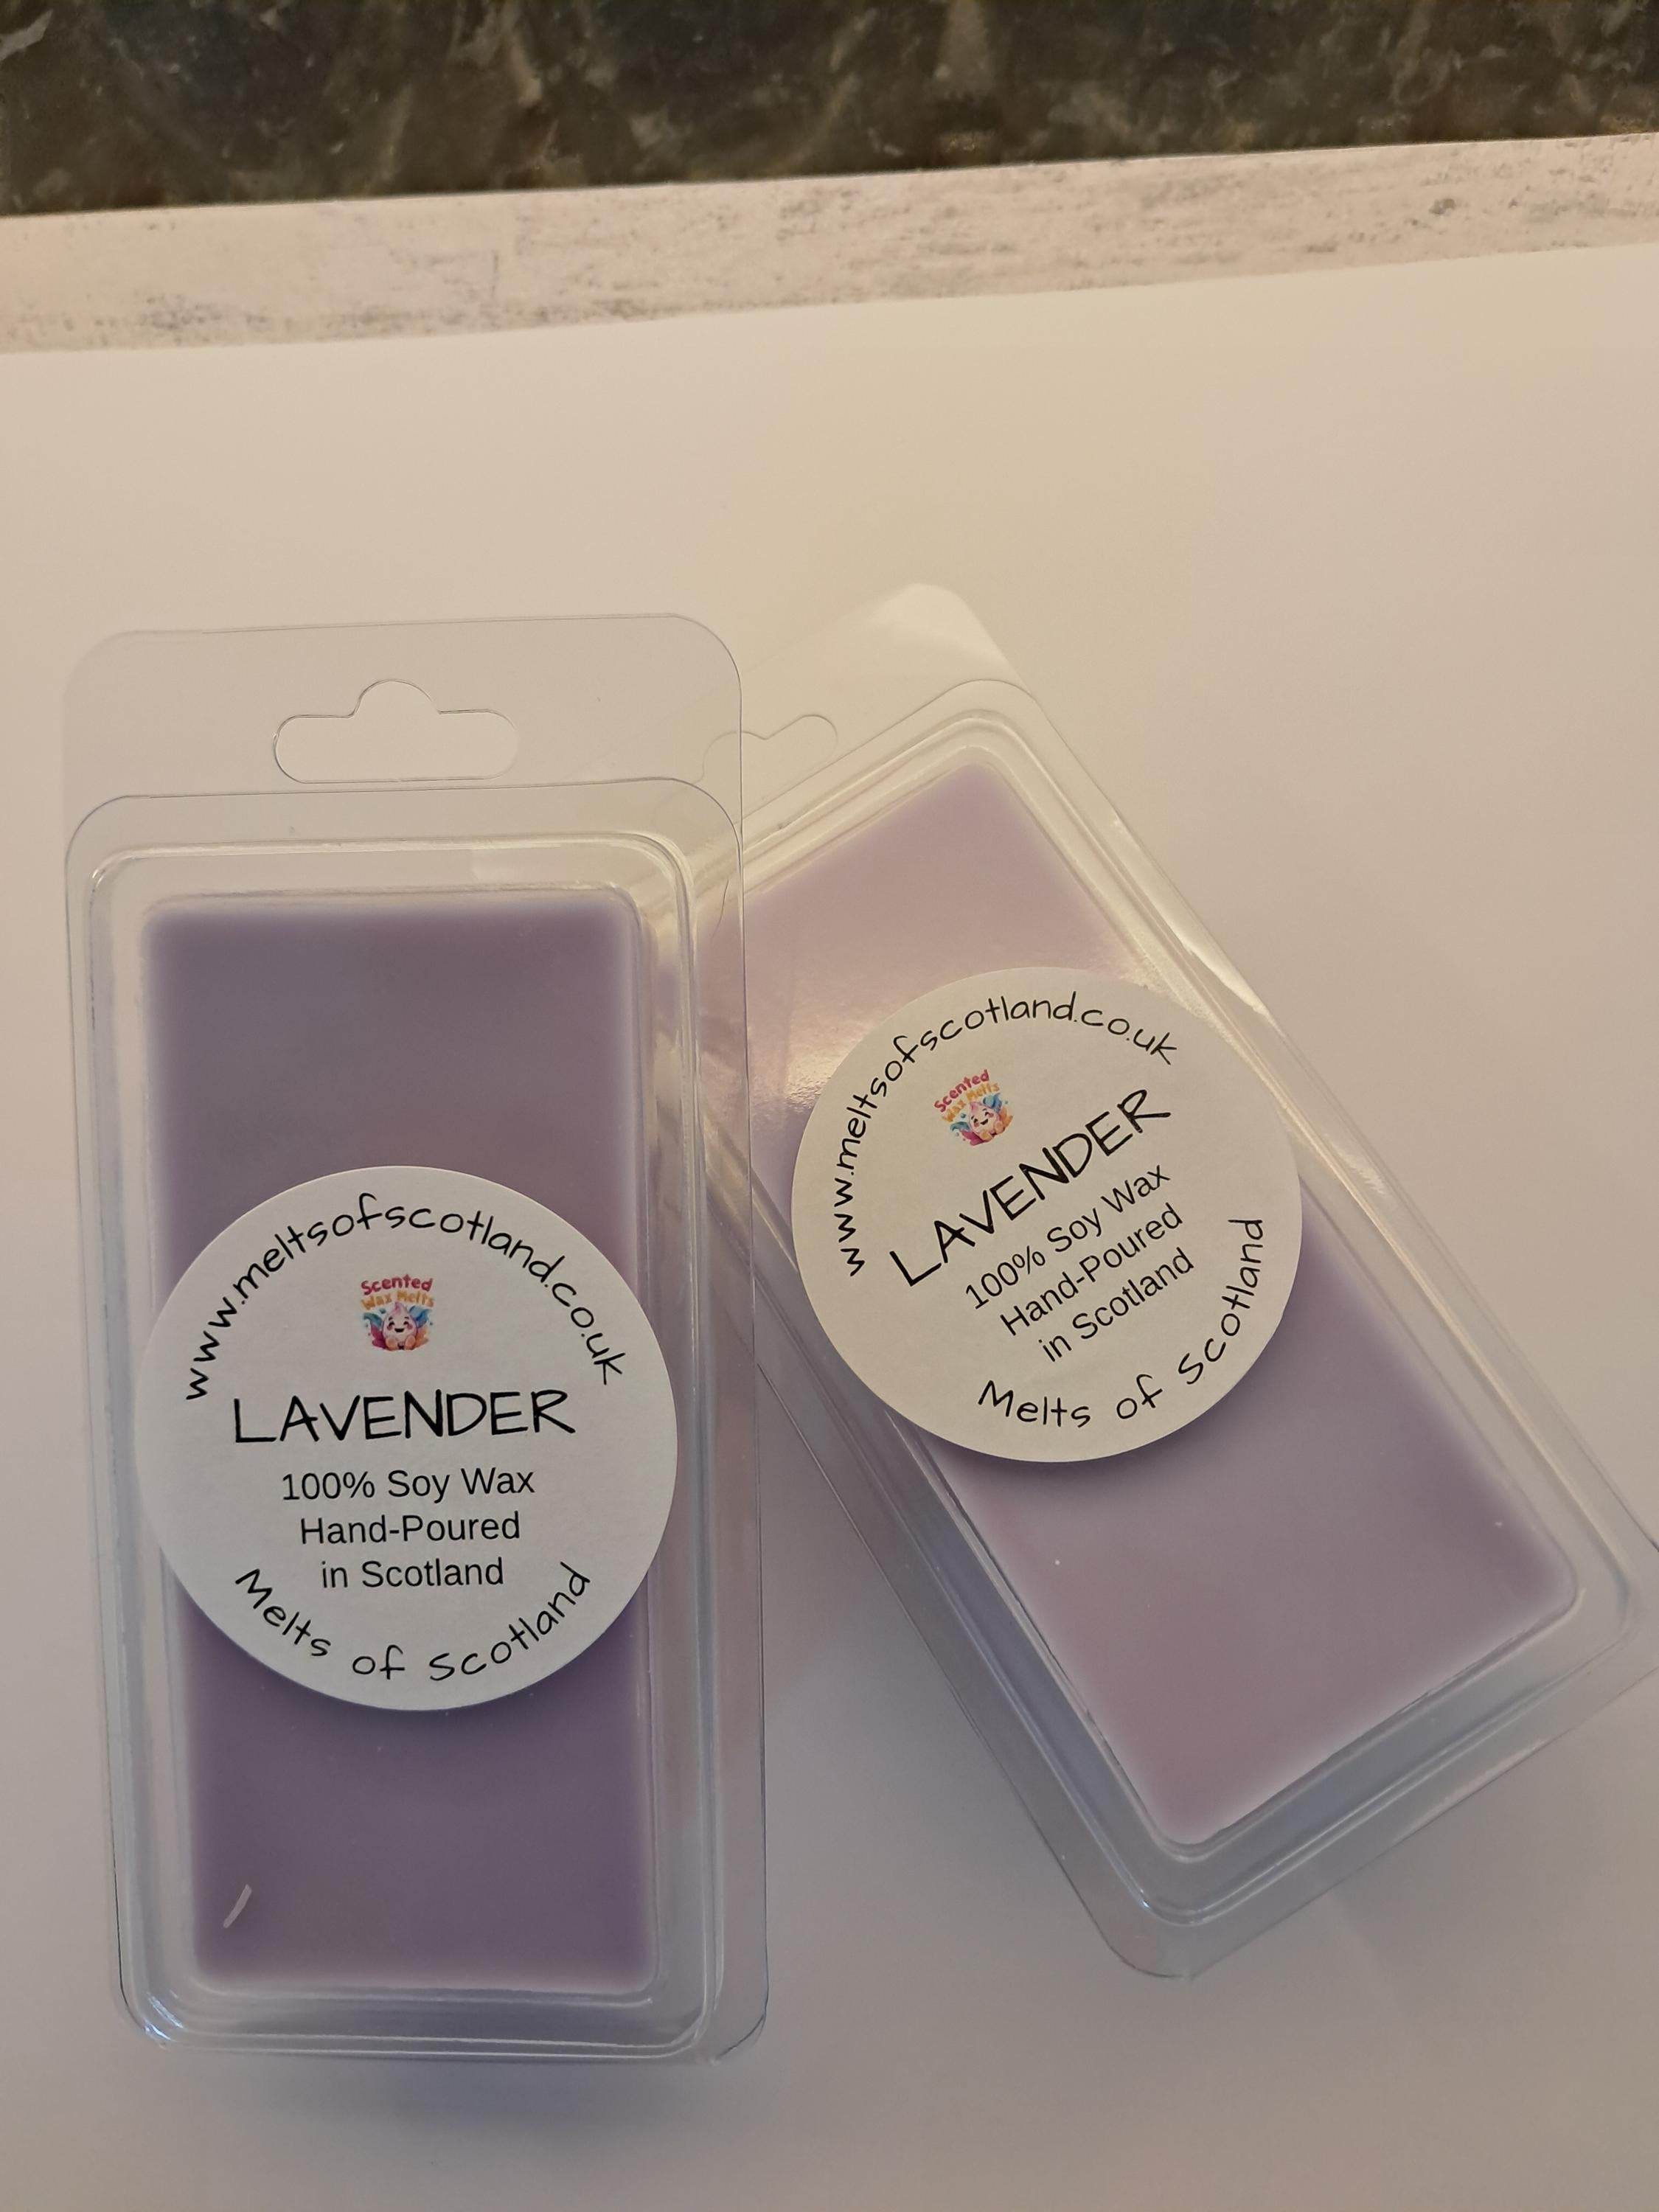 www.meltsofscotland.co.uk
Scented
Wax Melts
LAVENDER
100% Soy Wax
Hand-Poured
in Scotland
Melts of Scotland
www.meltsofscotland.co.uk
Scented
Wax Melts
LAVENDER
100% Soy Wax
Hand-Poured
in Scotland
Melts of Scotland